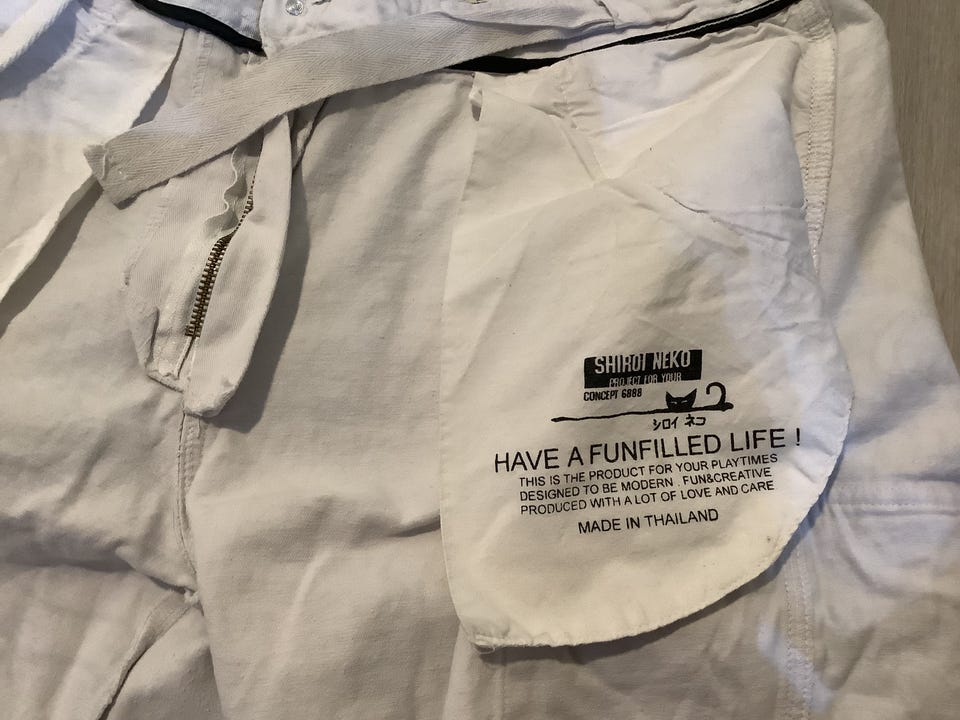 SHIROI NEKO
PROJECT FOR YOUR
CONCEPT 6888
シロイ ネコ
HAVE A FUNFILLED LIFE !
THIS IS THE PRODUCT FOR YOUR PLAYTIMES
DESIGNED TO BE MODERN . FUN&CREATIVE
PRODUCED WITH A LOT OF LOVE AND CARE
MADE IN THAILAND